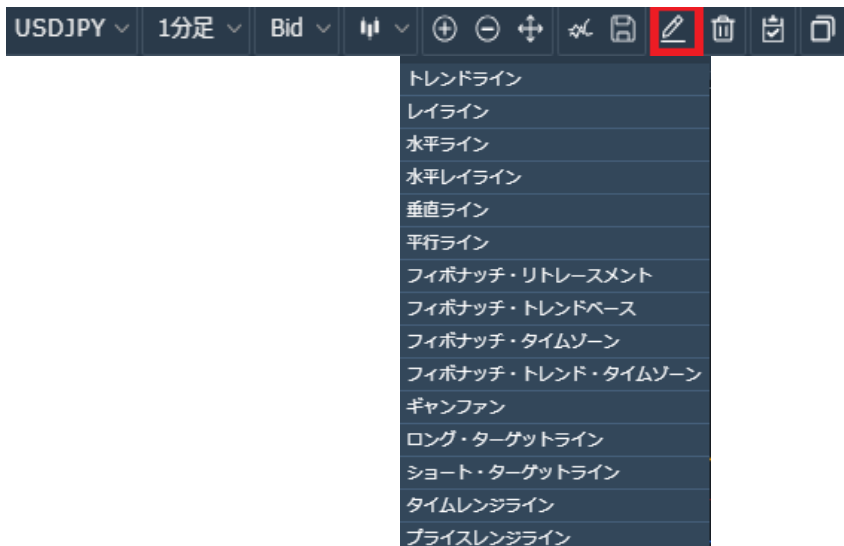 USDJPY 1分足 Bid
トレンドライン
レイライン
水平ライン
水平レイライン
垂直ライン
平行ライン
フィボナッチ・リトレースメント
フィボナッチ・トレンドベース
フィボナッチ・タイムゾーン
フィボナッチ・トレンド・タイムゾーン
ギャンファン
ロング・ターゲットライン
ショート・ターゲットライン
タイムレンジライン
プライスレンジライン